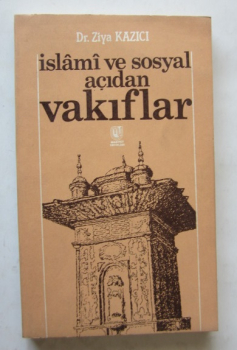 Dr. Ziya KAZICI
islâmî ve sosyal
açıdan
vakıflar